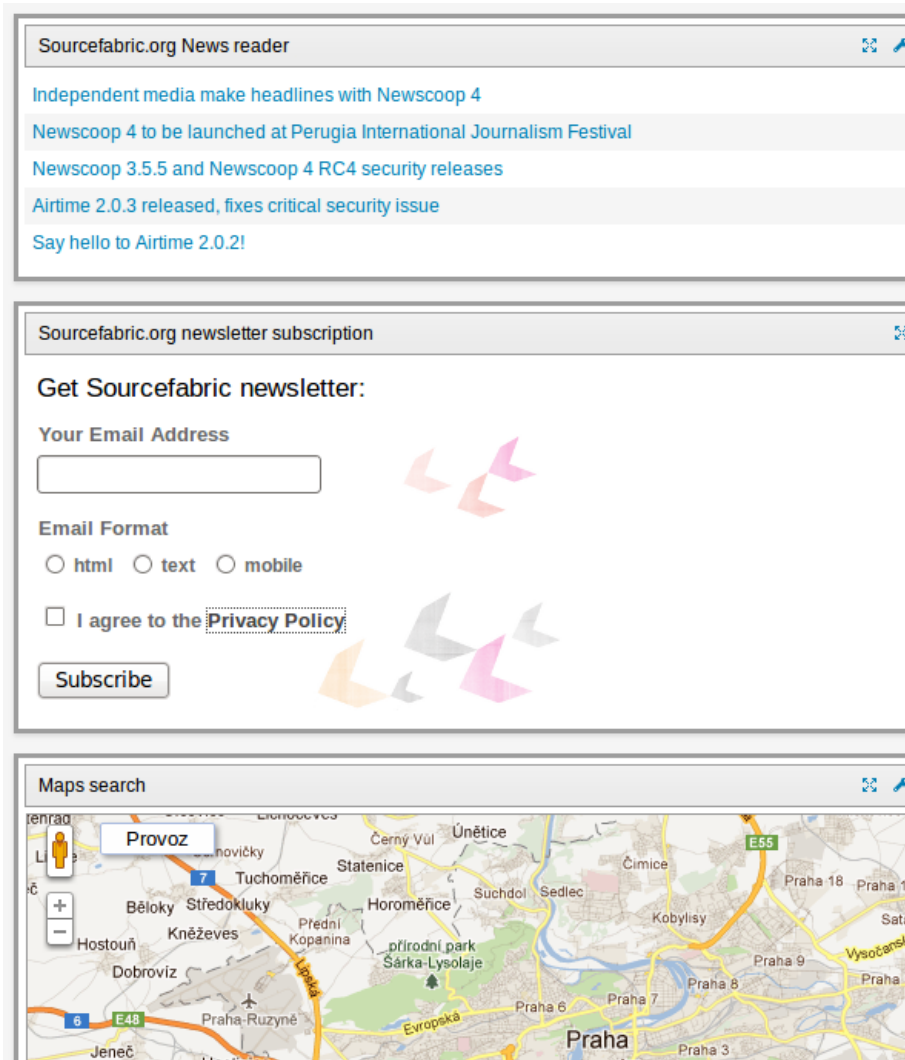 Sourcefabric.org News reader
Independent media make headlines with Newscoop 4
Newscoop 4 to be launched at Perugia International Journalism Festival
Newscoop 3.5.5 and Newscoop 4 RC4 security releases
Airtime 2.0.3 released, fixes critical security issue
Say hello to Airtime 2.0.2!
Sourcefabric.org newsletter subscription
Get Sourcefabric newsletter:
Your Email Address
Email Format
html text mobile
I agree to the Privacy Policy
Subscribe
Maps search
Provoz
Černý Vůl
Únětice
E55
Statenice
Čimice
7
Tuchoměřice
Suchdol
Sedlec
Praha 18
Běloky
Středokluky
Horoměřice
Kobylisy
Přední
Kopanina
Kněževes
Hostouň
přírodní park
Šárka-Lysolaje
Dobrovíz
Lipská
Praha 9
Praha 8
Praha
Praha 7
Praha 6
6
E48
Praha-Ruzyně
Evropská
Praha
Praha 3
Jeneč